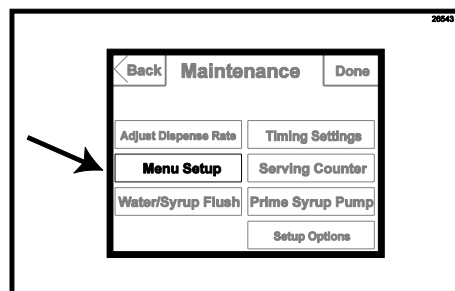 26543
Back Maintenance Done
Adjust Dispense Rate Timing Settings
Menu Setup Serving Counter
Water/Syrup Flush Prime Syrup Pump
Setup Options